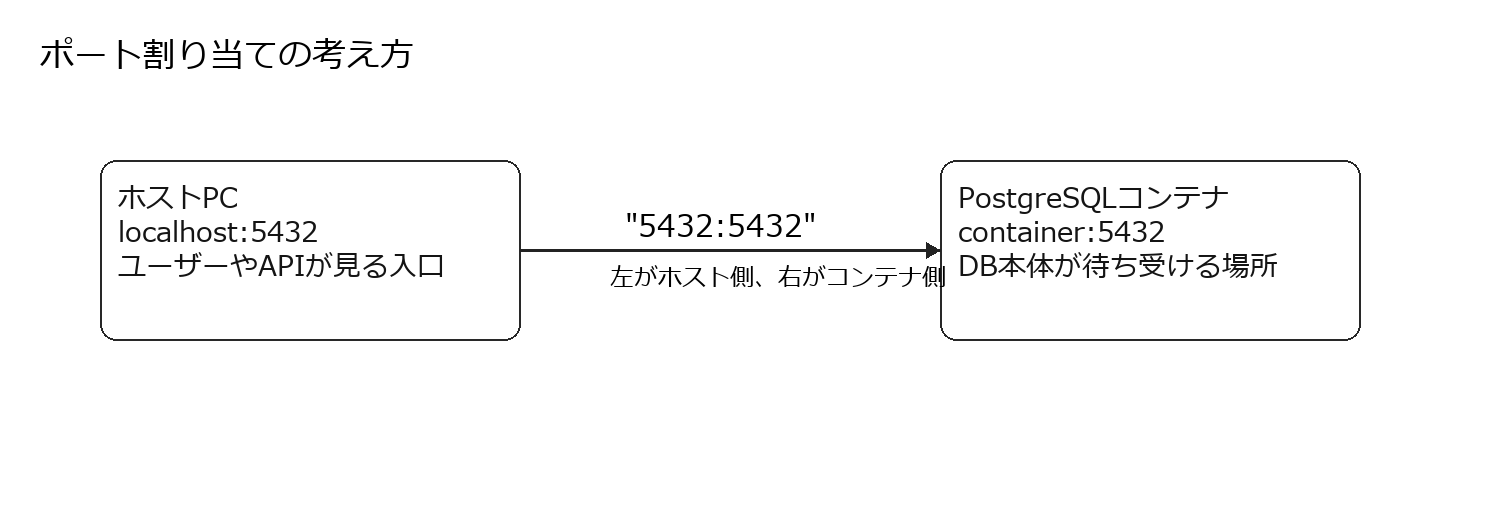 ポート割り当ての考え方
ホストPC
localhost:5432
ユーザーやAPIが見る入口
"5432:5432"
左がホスト側、右がコンテナ側
PostgreSQLコンテナ
container:5432
DB本体が待ち受ける場所